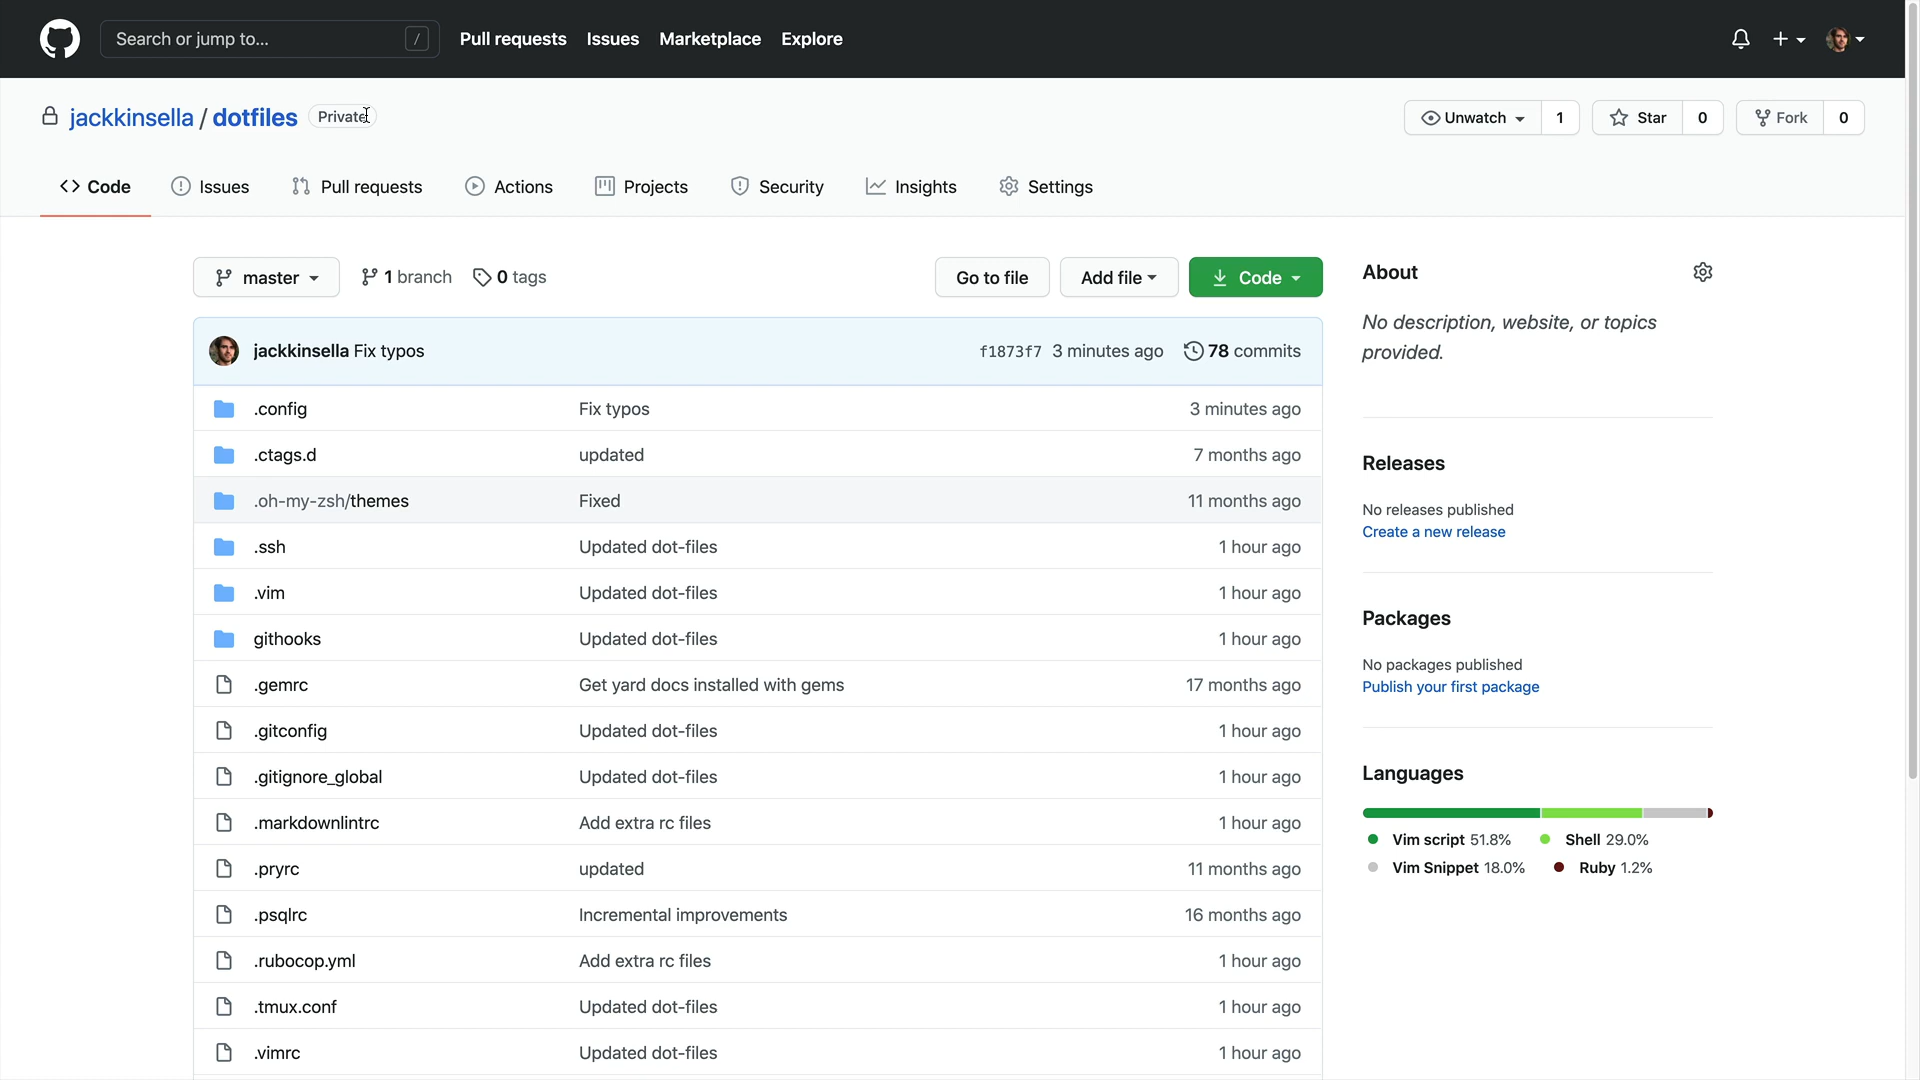 Search or jump to... /
Pull requests Issues Marketplace Explore
jackkinsella / dotfiles Private
Unwatch 1 Star 0 Fork 0
Code Issues Pull requests Actions Projects Security Insights Settings
master 1 branch 0 tags Go to file Add file Code
jackkinsella Fix typos f1873f7 3 minutes ago 78 commits
.config Fix typos 3 minutes ago
.ctags.d updated 7 months ago
.oh-my-zsh/themes Fixed 11 months ago
.ssh Updated dot-files 1 hour ago
.vim Updated dot-files 1 hour ago
githooks Updated dot-files 1 hour ago
.gemrc Get yard docs installed with gems 17 months ago
.gitconfig Updated dot-files 1 hour ago
.gitignore_global Updated dot-files 1 hour ago
.markdownlintrc Add extra rc files 1 hour ago
.pryrc updated 11 months ago
.psqlrc Incremental improvements 16 months ago
.rubocop.yml Add extra rc files 1 hour ago
.tmux.conf Updated dot-files 1 hour ago
.vimrc Updated dot-files 1 hour ago
About
No description, website, or topics
provided.
Releases
No releases published
Create a new release
Packages
No packages published
Publish your first package
Languages
Vim script 51.8% Shell 29.0%
Vim Snippet 18.0% Ruby 1.2%